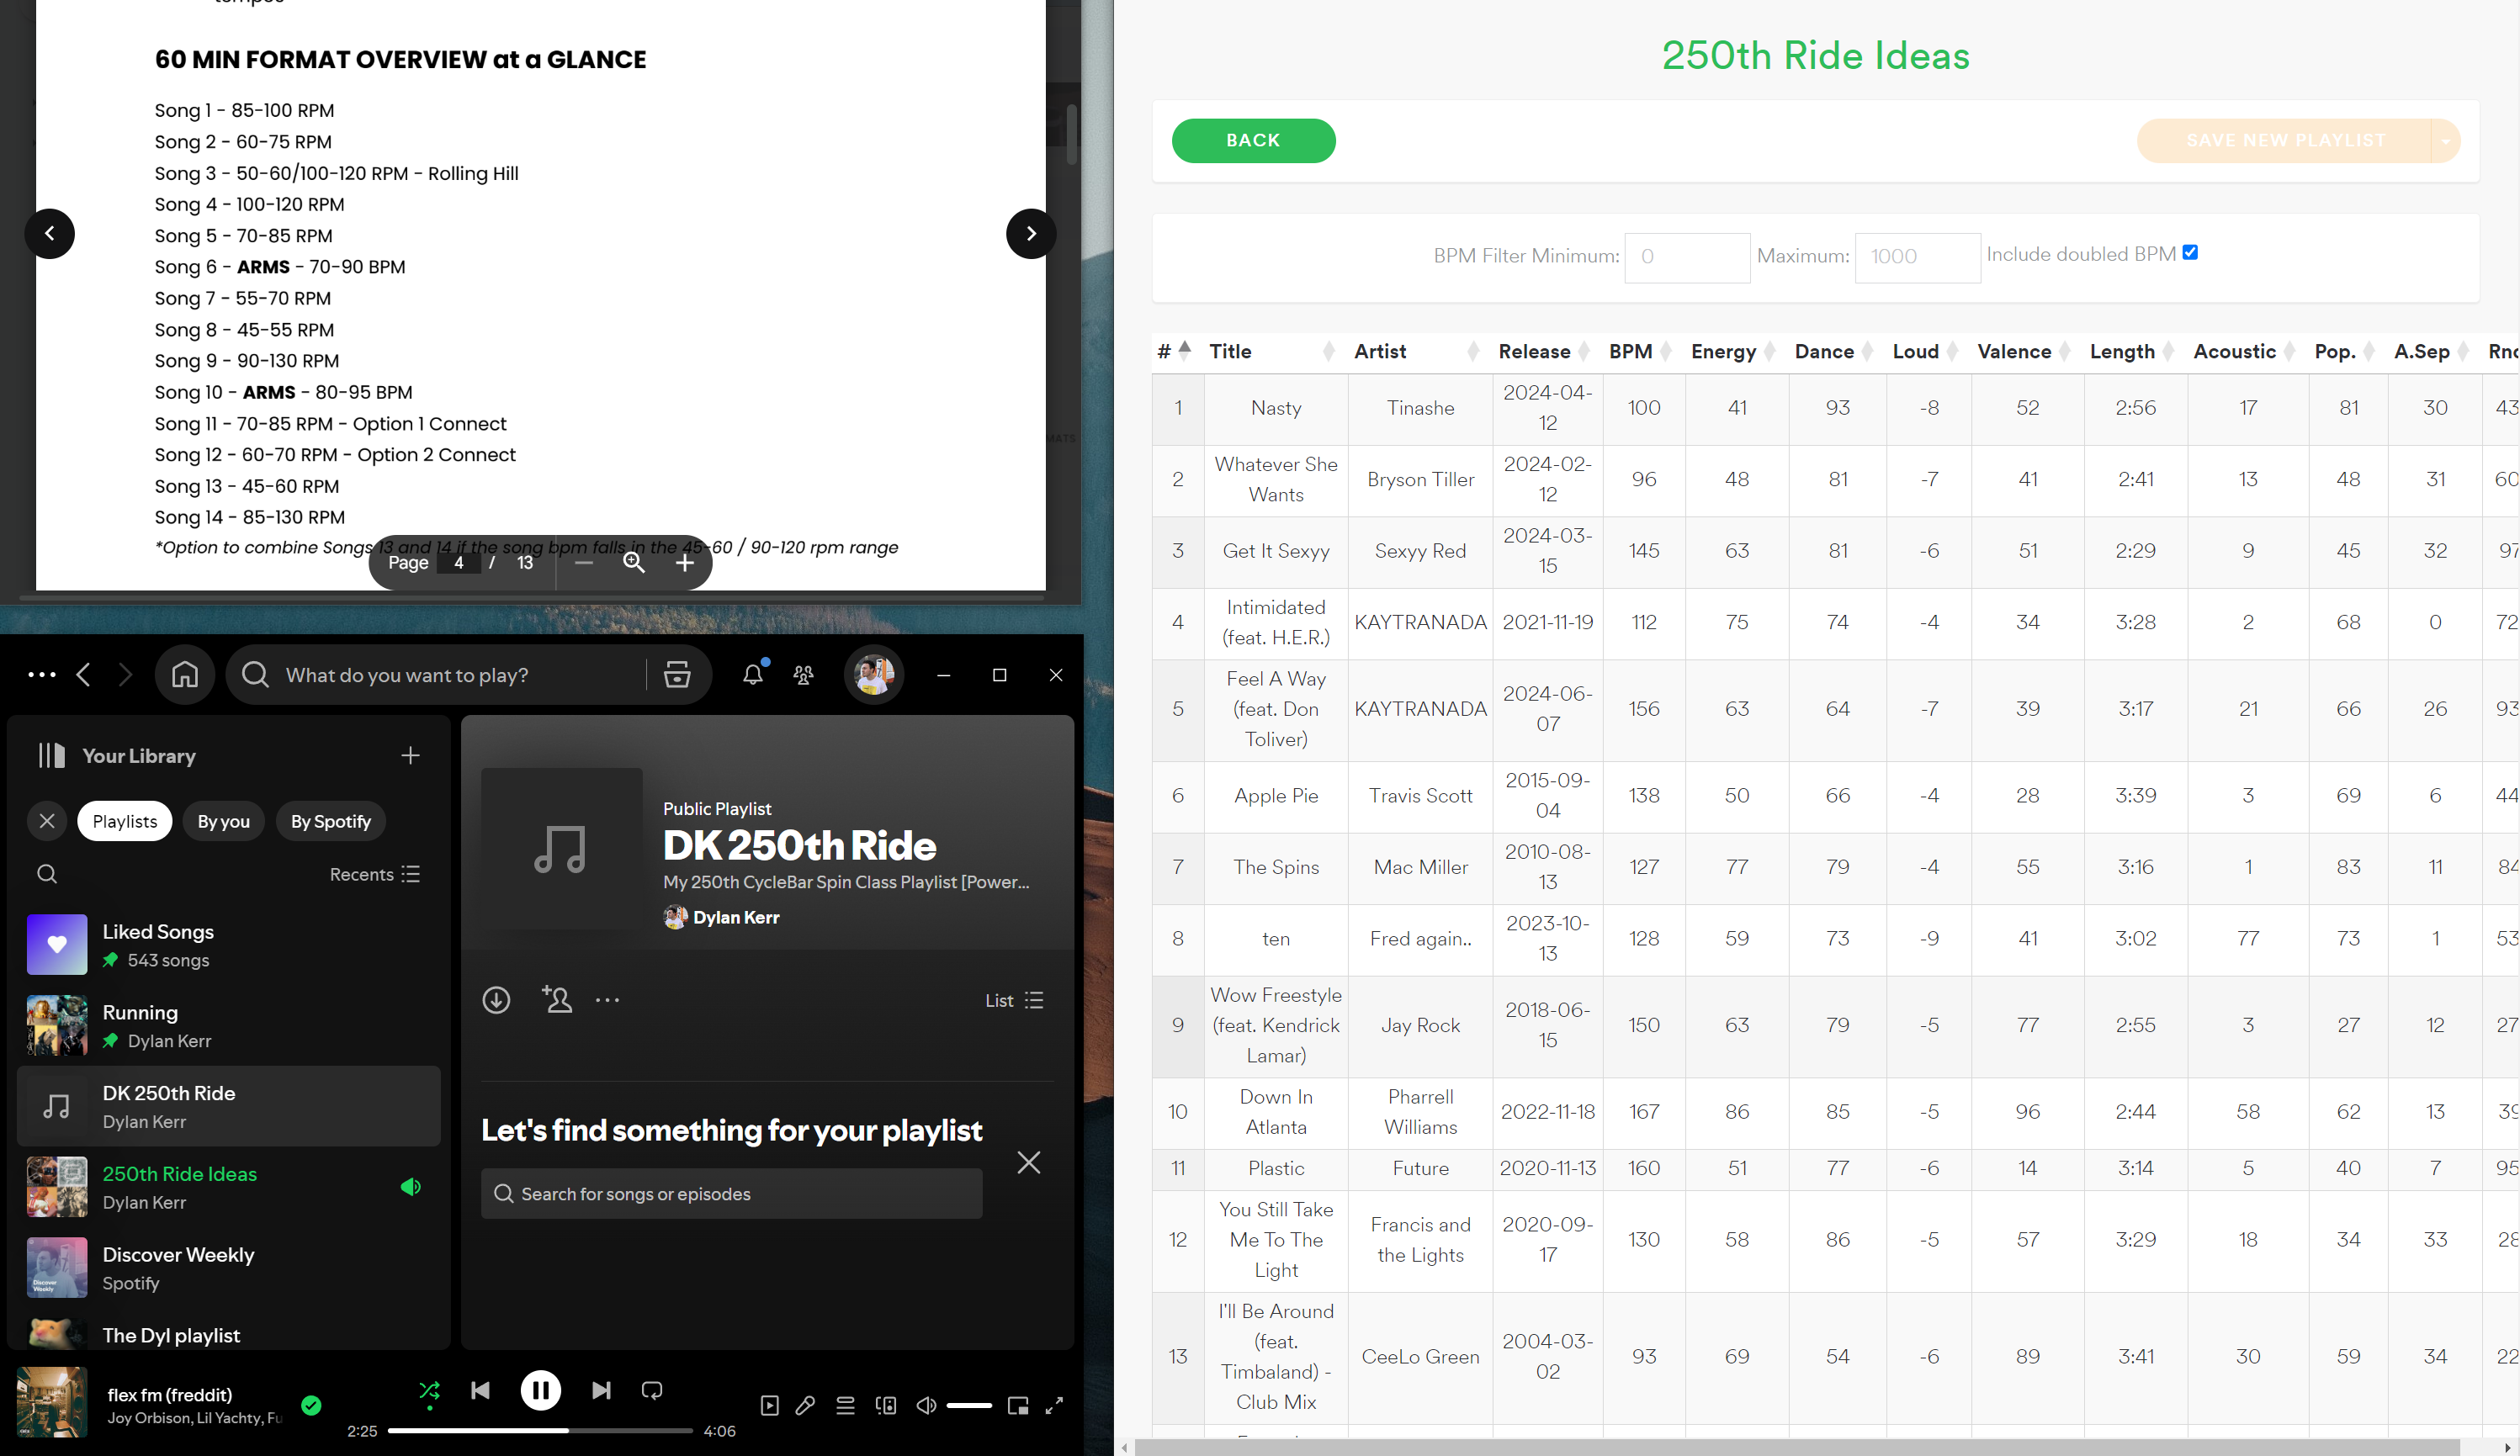 60 MIN FORMAT OVERVIEW at a GLANCE
Song 1 - 85-100 RPM
Song 2 - 60-75 RPM
Song 3 - 50-60/100-120 RPM - Rolling Hill
Song 4 - 100-120 RPM
Song 5 - 70-85 RPM
Song 6 - ARMS - 70-90 BPM
Song 7 - 55-70 RPM
Song 8 - 45-55 RPM
Song 9 - 90-130 RPM
Song 10 - ARMS - 80-95 BPM
Song 11 - 70-85 RPM - Option 1 Connect
Song 12 - 60-70 RPM - Option 2 Connect
Song 13 - 45-60 RPM
Song 14 - 85-130 RPM
*Option to combine Songs 13 and 14 if the song bpm falls in the 45-60 / 90-120 rpm range
Page 4 / 13
What do you want to play?
Your Library
Playlists By you By Spotify
Recents
Liked Songs
543 songs
Running
Dylan Kerr
DK 250th Ride
Dylan Kerr
250th Ride Ideas
Dylan Kerr
Discover Weekly
Spotify
The Dyl playlist
Public Playlist
DK 250th Ride
My 250th CycleBar Spin Class Playlist [Power...
Dylan Kerr
List
Let's find something for your playlist
Search for songs or episodes
flex fm (freddit)
Joy Orbison, Lil Yachty, Fu
2:25 4:06
250th Ride Ideas
BACK SAVE NEW PLAYLIST
BPM Filter Minimum: 0 Maximum: 1000 Include doubled BPM
# Title Artist Release BPM Energy Dance Loud Valence Length Acoustic Pop. A.Sep Rnd
1 Nasty Tinashe 2024-04-12 100 41 93 -8 52 2:56 17 81 30 43
2 Whatever She Wants Bryson Tiller 2024-02-12 96 48 81 -7 41 2:41 13 48 31 60
3 Get It Sexyy Sexyy Red 2024-03-15 145 63 81 -6 51 2:29 9 45 32 97
4 Intimidated (feat. H.E.R.) KAYTRANADA 2021-11-19 112 75 74 -4 34 3:28 2 68 0 72
5 Feel A Way (feat. Don Toliver) KAYTRANADA 2024-06-07 156 63 64 -7 39 3:17 21 66 26 93
6 Apple Pie Travis Scott 2015-09-04 138 50 66 -4 28 3:39 3 69 6 44
7 The Spins Mac Miller 2010-08-13 127 77 79 -4 55 3:16 1 83 11 84
8 ten Fred again.. 2023-10-13 128 59 73 -9 41 3:02 77 73 1 53
9 Wow Freestyle (feat. Kendrick Lamar) Jay Rock 2018-06-15 150 63 79 -5 77 2:55 3 27 12 27
10 Down In Atlanta Pharrell Williams 2022-11-18 167 86 85 -5 96 2:44 58 62 13 39
11 Plastic Future 2020-11-13 160 51 77 -6 14 3:14 5 40 7 95
12 You Still Take Me To The Light Francis and the Lights 2020-09-17 130 58 86 -5 57 3:29 18 34 33 28
13 I'll Be Around (feat. Timbaland) - Club Mix CeeLo Green 2004-03-02 93 69 54 -6 89 3:41 30 59 34 22